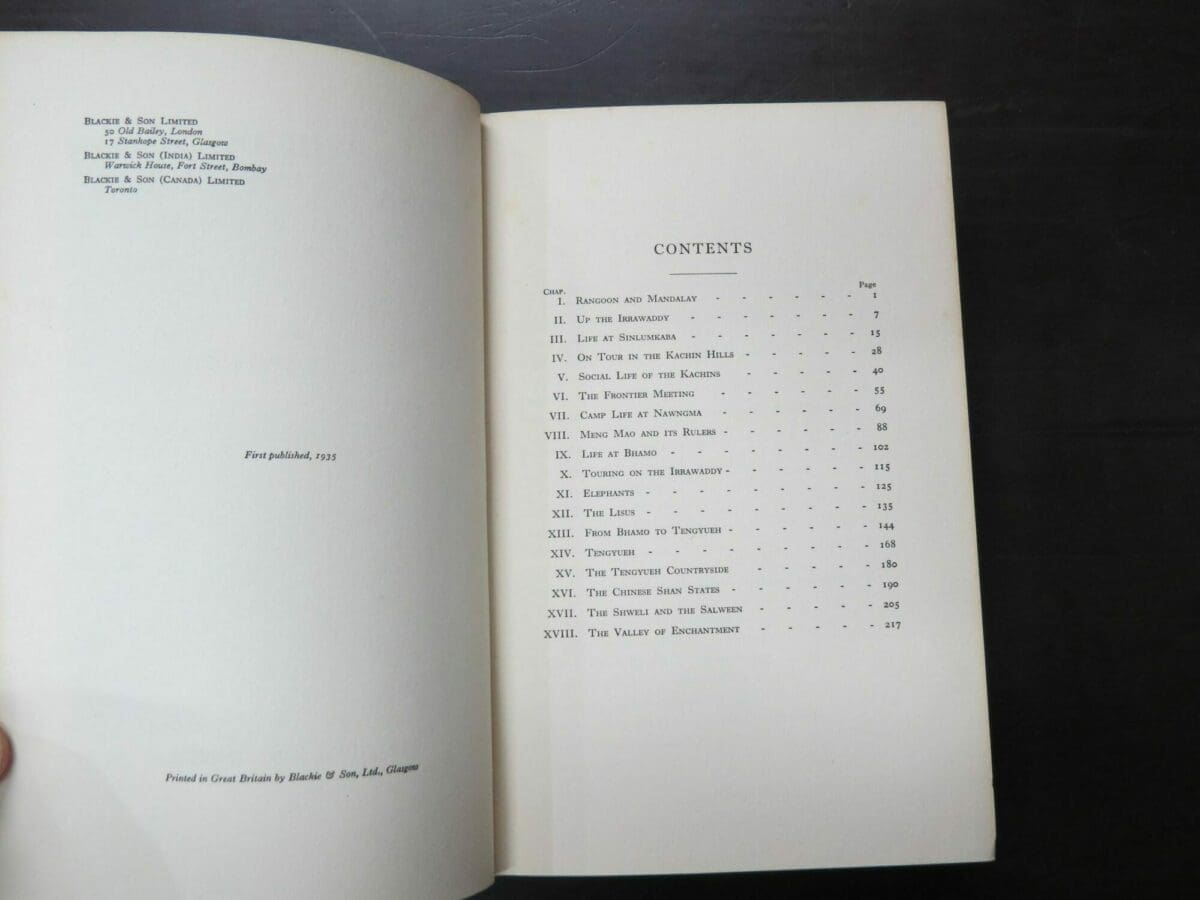 BLACKIE & SON LIMITED
50 Old Bailey, London
17 Stanhope Street, Glasgow
BLACKIE & SON (INDIA) LIMITED
Warwick House, Fort Street, Bombay
BLACKIE & SON (CANADA) LIMITED
Toronto
First published, 1935
Printed in Great Britain by Blackie & Son, Ltd., Glasgow
CONTENTS
CHAP. Page
I. RANGOON AND MANDALAY - - - - - - 1
II. UP THE IRRAWADDY - - - - - - 7
III. LIFE AT SINLUMKABA - - - - - - 15
IV. ON TOUR IN THE KACHIN HILLS - - - - - 28
V. SOCIAL LIFE OF THE KACHINS - - - - - 40
VI. THE FRONTIER MEETING - - - - - - 55
VII. CAMP LIFE AT NAWNGMA - - - - - - 69
VIII. MENG MAO AND ITS RULERS - - - - - - 88
IX. LIFE AT BHAMO - - - - - - - - 102
X. TOURING ON THE IRRAWADDY - - - - - - 115
XI. ELEPHANTS - - - - - - - - - 125
XII. THE LISUS - - - - - - - - - 135
XIII. FROM BHAMO TO TENGYUEH - - - - - - 144
XIV. TENGYUEH - - - - - - - - - 168
XV. THE TENGYUEH COUNTRYSIDE - - - - - 180
XVI. THE CHINESE SHAN STATES - - - - - - 190
XVII. THE SHWELI AND THE SALWEEN - - - - - 205
XVIII. THE VALLEY OF ENCHANTMENT - - - - - 217